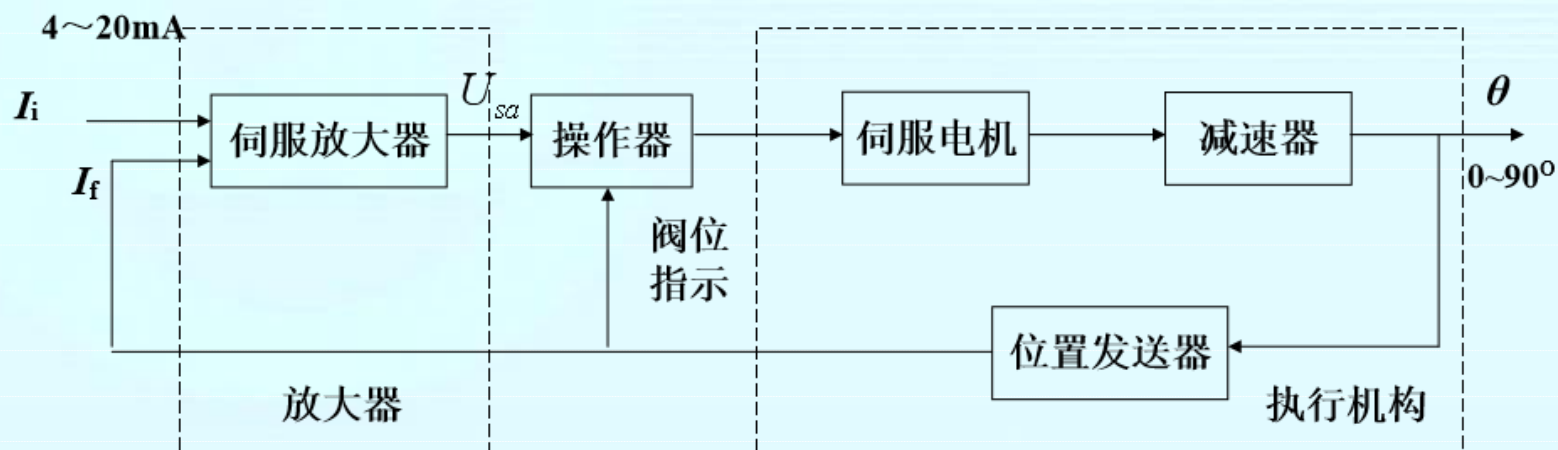 4～20mA
Ii
If
伺服放大器
Usa
操作器
伺服电机
减速器
θ
0~90O
阀位
指示
位置发送器
放大器
执行机构